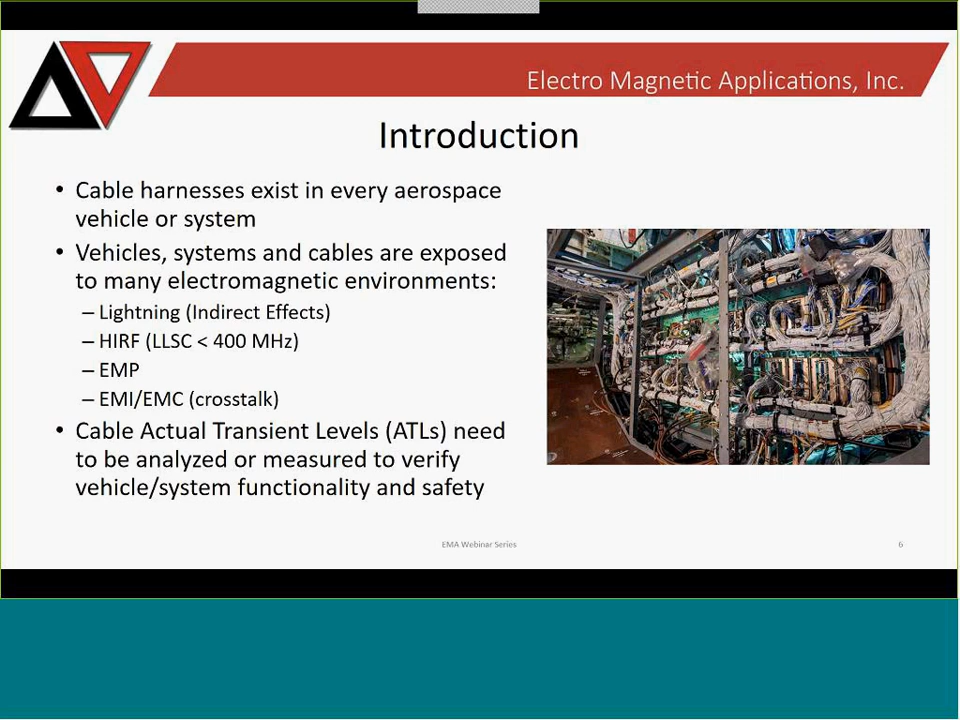 Electro Magnetic Applications, Inc.
Introduction
• Cable harnesses exist in every aerospace
vehicle or system
• Vehicles, systems and cables are exposed
to many electromagnetic environments:
– Lightning (Indirect Effects)
– HIRF (LLSC < 400 MHz)
– EMP
– EMI/EMC (crosstalk)
• Cable Actual Transient Levels (ATLs) need
to be analyzed or measured to verify
vehicle/system functionality and safety
EMA Webinar Series
6